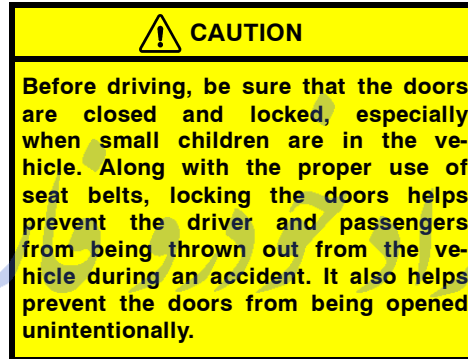 CAUTION
Before driving, be sure that the doors
are closed and locked, especially
when small children are in the ve-
hicle. Along with the proper use of
seat belts, locking the doors helps
prevent the driver and passengers
from being thrown out from the ve-
hicle during an accident. It also helps
prevent the doors from being opened
unintentionally.